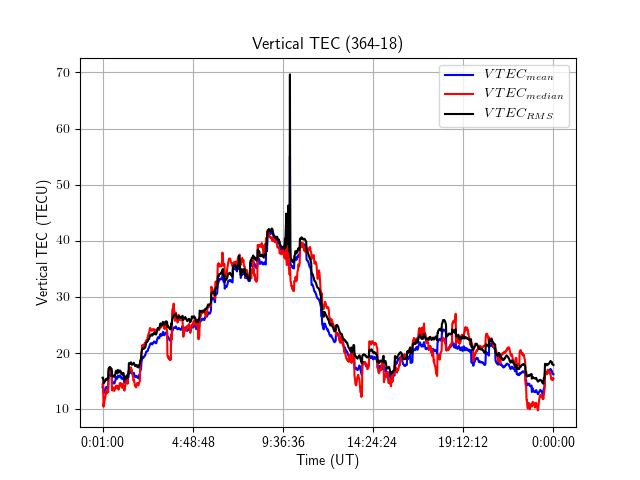 Vertical TEC (364-18)
VTEC_mean
VTEC_median
VTEC_RMS
Vertical TEC (TECU)
70
60
50
40
30
20
10
0:01:00 4:48:48 9:36:36 14:24:24 19:12:12 0:00:00
Time (UT)